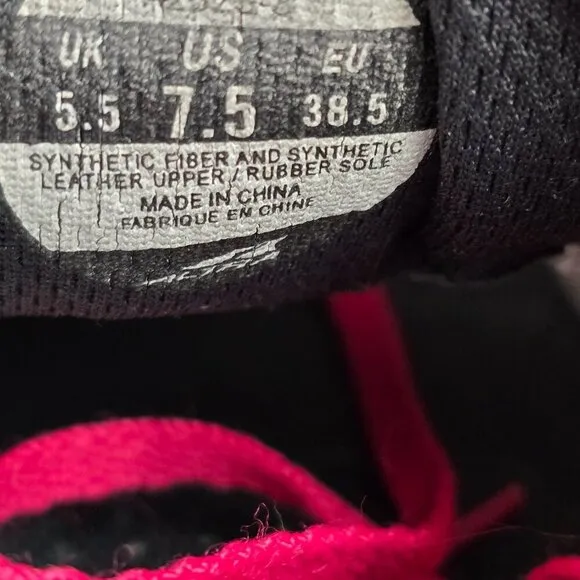 UK US EU
5.5 7.5 38.5
SYNTHETIC FIBER AND SYNTHETIC
LEATHER UPPER / RUBBER SOLE
MADE IN CHINA
FABRIQUE EN CHINE